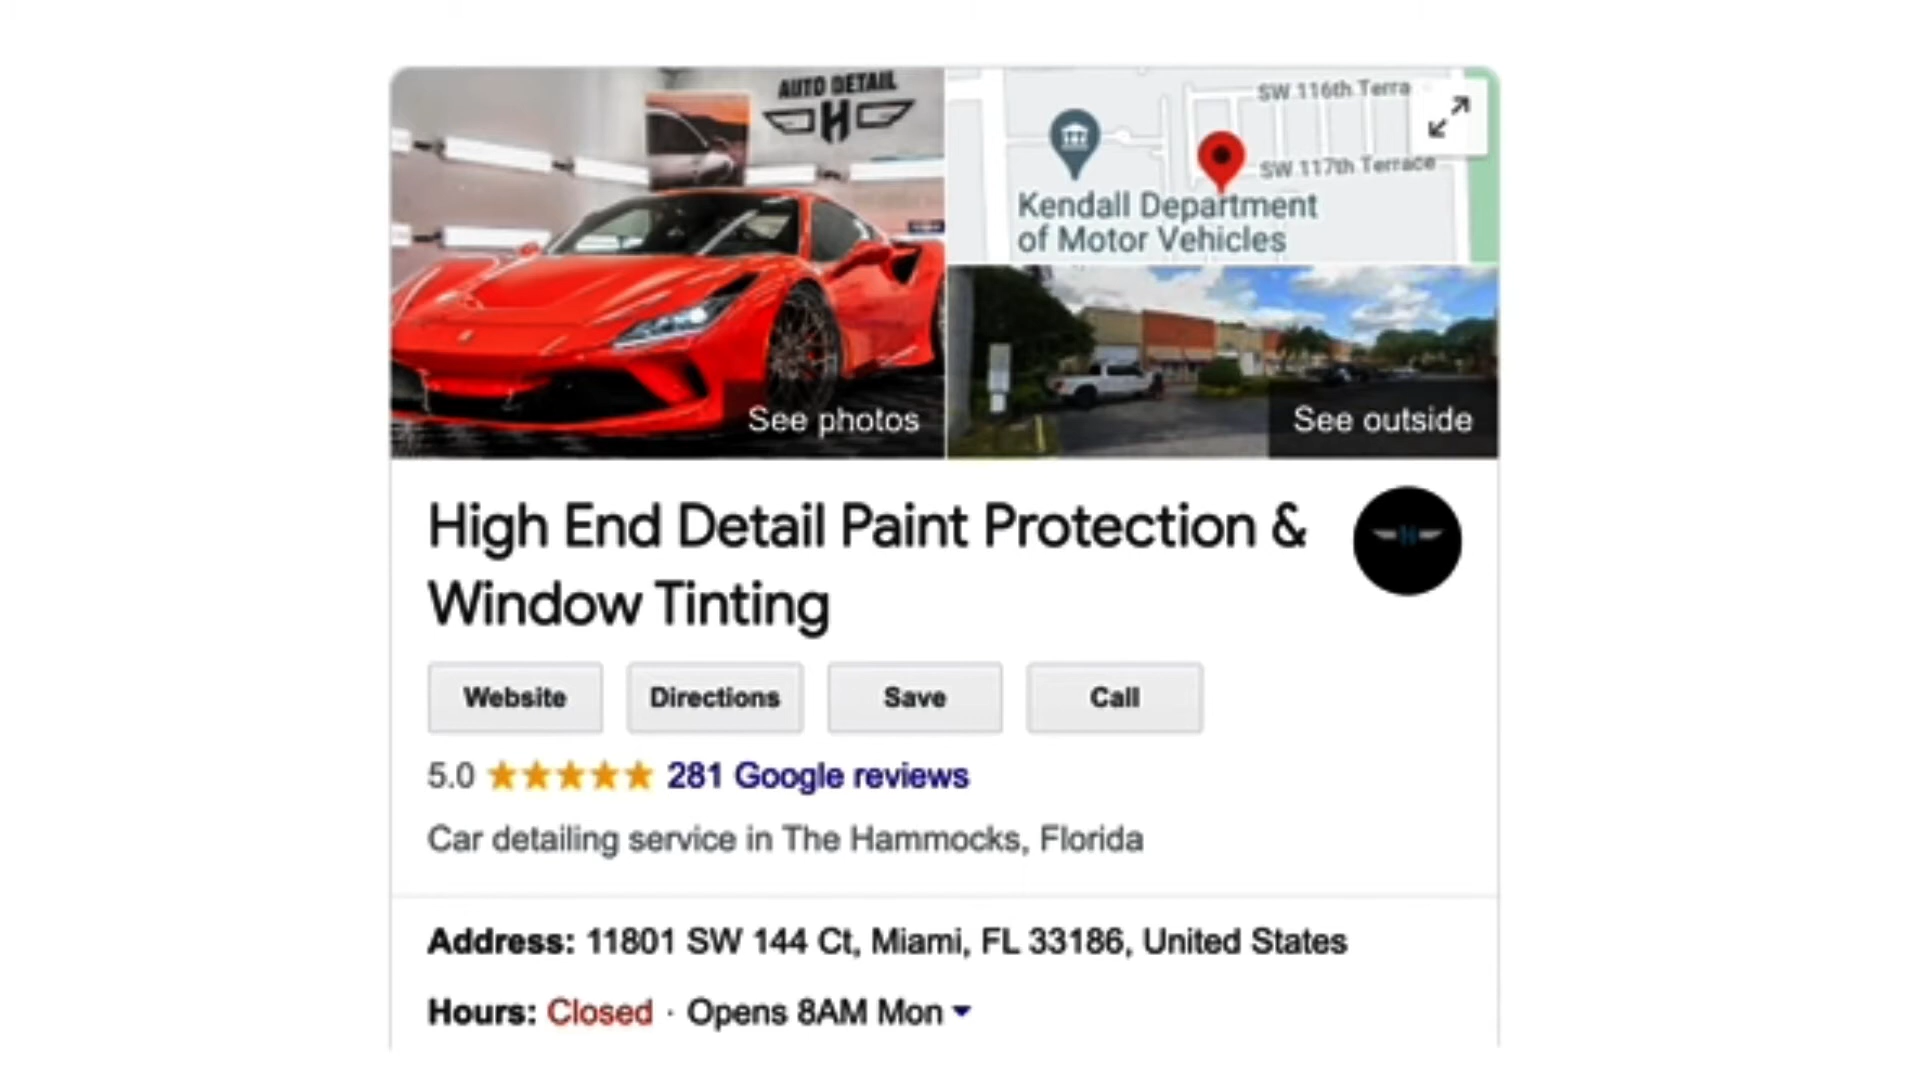 AUTO DETAIL
H
See photos
SW 116th Terra
SW 117th Terrace
Kendall Department
of Motor Vehicles
See outside
High End Detail Paint Protection &
Window Tinting
H
Website
Directions
Save
Call
5.0 281 Google reviews
Car detailing service in The Hammocks, Florida
Address: 11801 SW 144 Ct, Miami, FL 33186, United States
Hours: Closed · Opens 8AM Mon